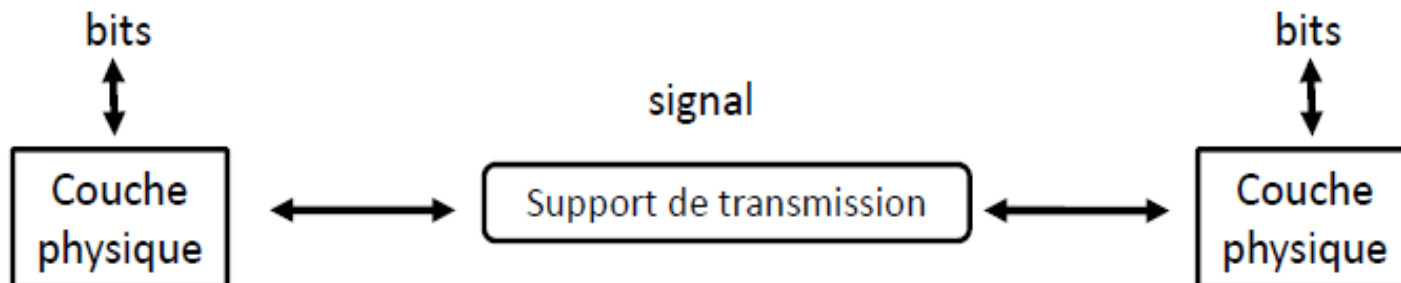 bits
bits
signal
Couche
physique
Support de transmission
Couche
physique